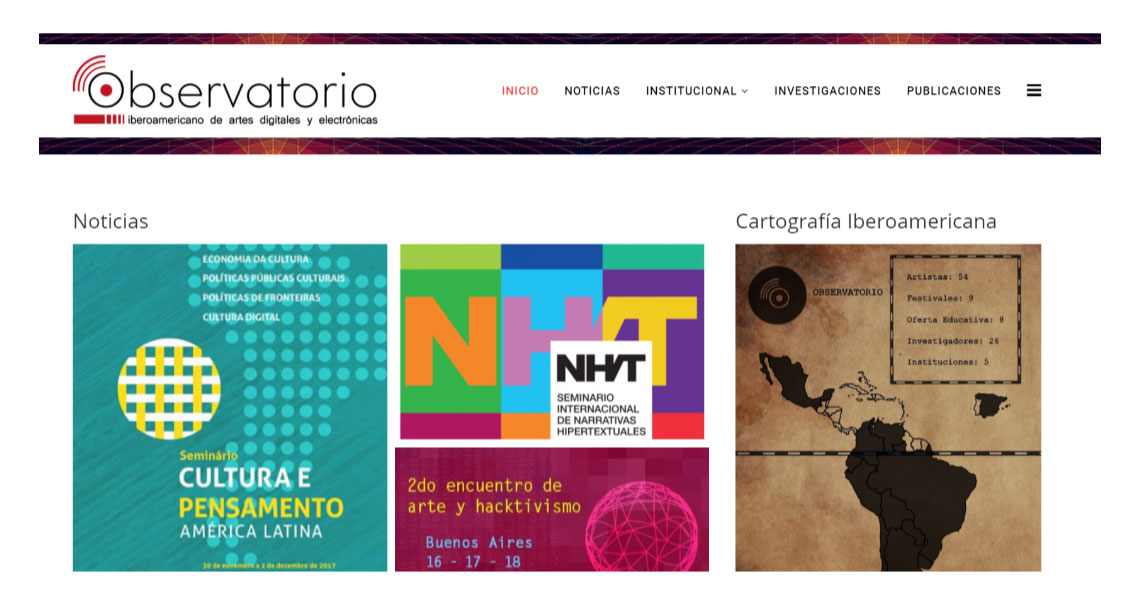 Observatorio
iberoamericano de artes digitales y electrónicas
INICIO NOTICIAS INSTITUCIONAL INVESTIGACIONES PUBLICACIONES
Noticias
ECONOMIA DA CULTURA
POLÍTICAS PÚBLICAS CULTURAIS
POLÍTICAS DE FRONTEIRAS
CULTURA DIGITAL
Seminário
CULTURA E
PENSAMENTO
AMÉRICA LATINA
30 de novembro a 2 de dezembro de 2017
NHT
NHT
SEMINARIO
INTERNACIONAL
DE NARRATIVAS
HIPERTEXTUALES
2do encuentro de
arte y hacktivismo
Buenos Aires
16 - 17 - 18
Cartografía Iberoamericana
OBSERVATORIO
Artistas: 54
Festivales: 9
Oferta Educativa: 8
Investigadores: 26
Instituciones: 5